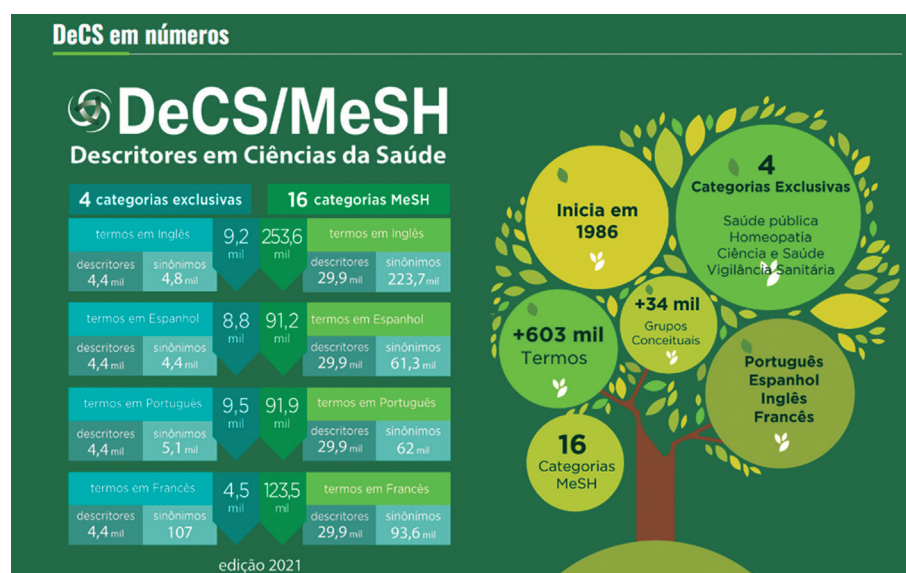 DeCS em números
DeCS/MeSH
Descritores em Ciências da Saúde
4 categorias exclusivas
16 categorias MeSH
termos em Inglês
9,2 mil
253,6 mil
termos em Inglês
descritores 4,4 mil
sinônimos 4,8 mil
descritores 29,9 mil
sinônimos 223,7 mil
termos em Espanhol
8,8 mil
91,2 mil
termos em Espanhol
descritores 4,4 mil
sinônimos 4,4 mil
descritores 29,9 mil
sinônimos 61,3 mil
termos em Português
9,5 mil
91,9 mil
termos em Português
descritores 4,4 mil
sinônimos 5,1 mil
descritores 29,9 mil
sinônimos 62 mil
termos em Francês
4,5 mil
123,5 mil
termos em Francês
descritores 4,4 mil
sinônimos 107
descritores 29,9 mil
sinônimos 93,6 mil
edição 2021
Inicia em
1986
4
Categorias Exclusivas
Saúde pública
Homeopatia
Ciência e Saúde
Vigilância Sanitária
+34 mil
Grupos
Conceituais
+603 mil
Termos
Português
Espanhol
Inglês
Francês
16
Categorias
MeSH